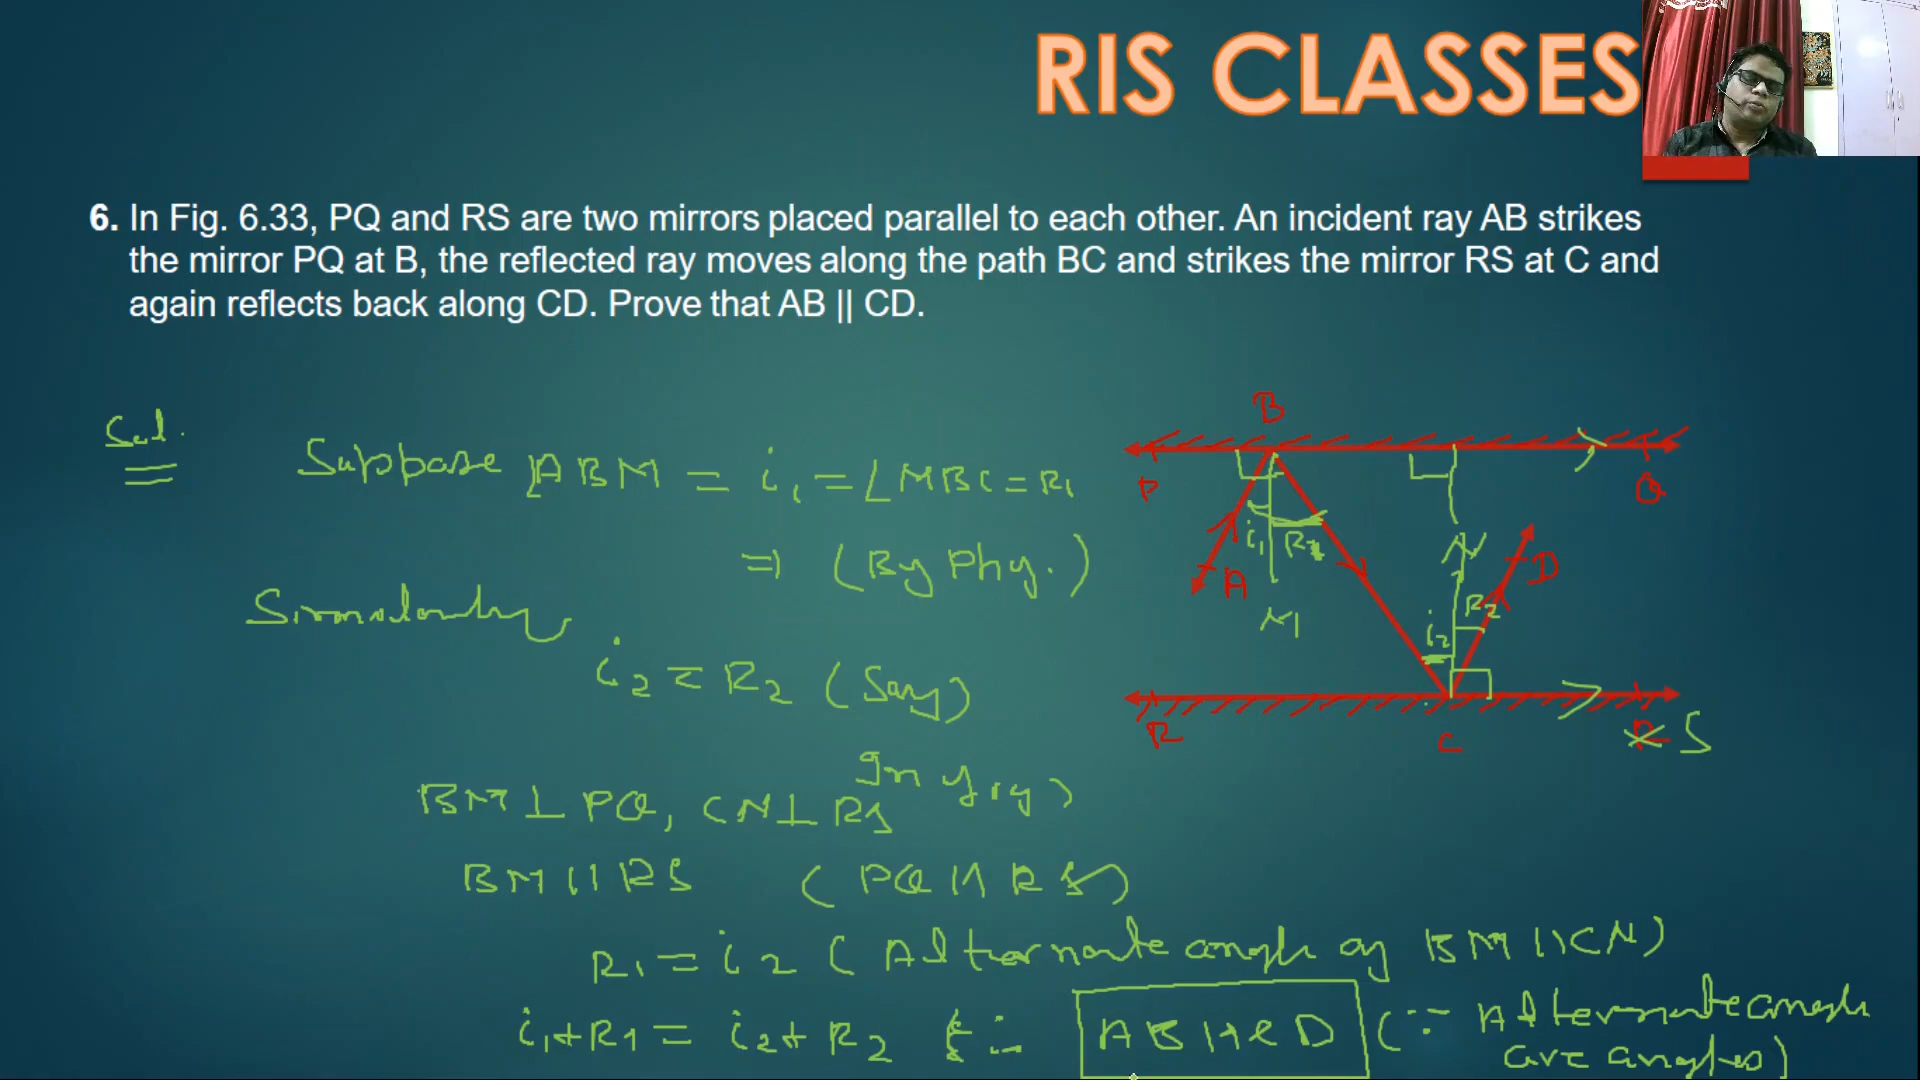 RIS CLASSES
6. In Fig. 6.33, PQ and RS are two mirrors placed parallel to each other. An incident ray AB strikes
the mirror PQ at B, the reflected ray moves along the path BC and strikes the mirror RS at C and
again reflects back along CD. Prove that AB || CD.
Sol.
Suppose ∠ABM = i₁ = ∠MBC = R₁
⇒ (By Phy.)
Similarly
i₂ = R₂ (Say)
In fig)
BM ⊥ PQ, CN ⊥ RS
BM || RS (PQ || RS)
R₁ = i₂ (Alternate angle of BM || CN)
i₁ + R₁ = i₂ + R₂ ∴ AB || CD (∵ Alternate angle
are angles)
B
P
Q
i₁
A
M
N
D
R₂
i₂
R
C
S